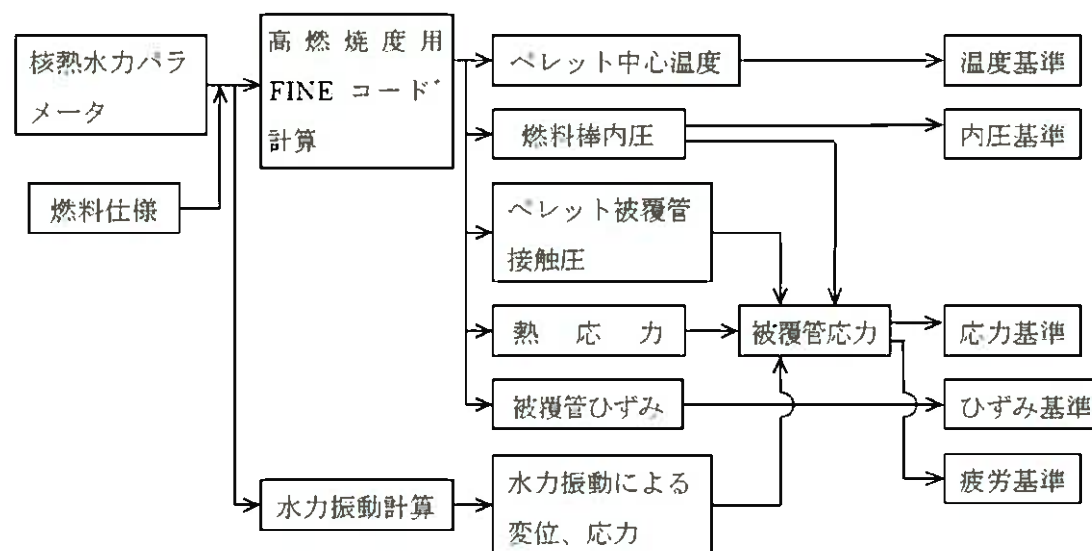 核熱水力パラ
メータ
燃料仕様
高燃焼度用
FINE コード
計算
水力振動計算
ペレット中心温度
燃料棒内圧
ペレット被覆管
接触圧
熱応力
被覆管ひずみ
水力振動による
変位、応力
被覆管応力
温度基準
内圧基準
応力基準
ひずみ基準
疲労基準